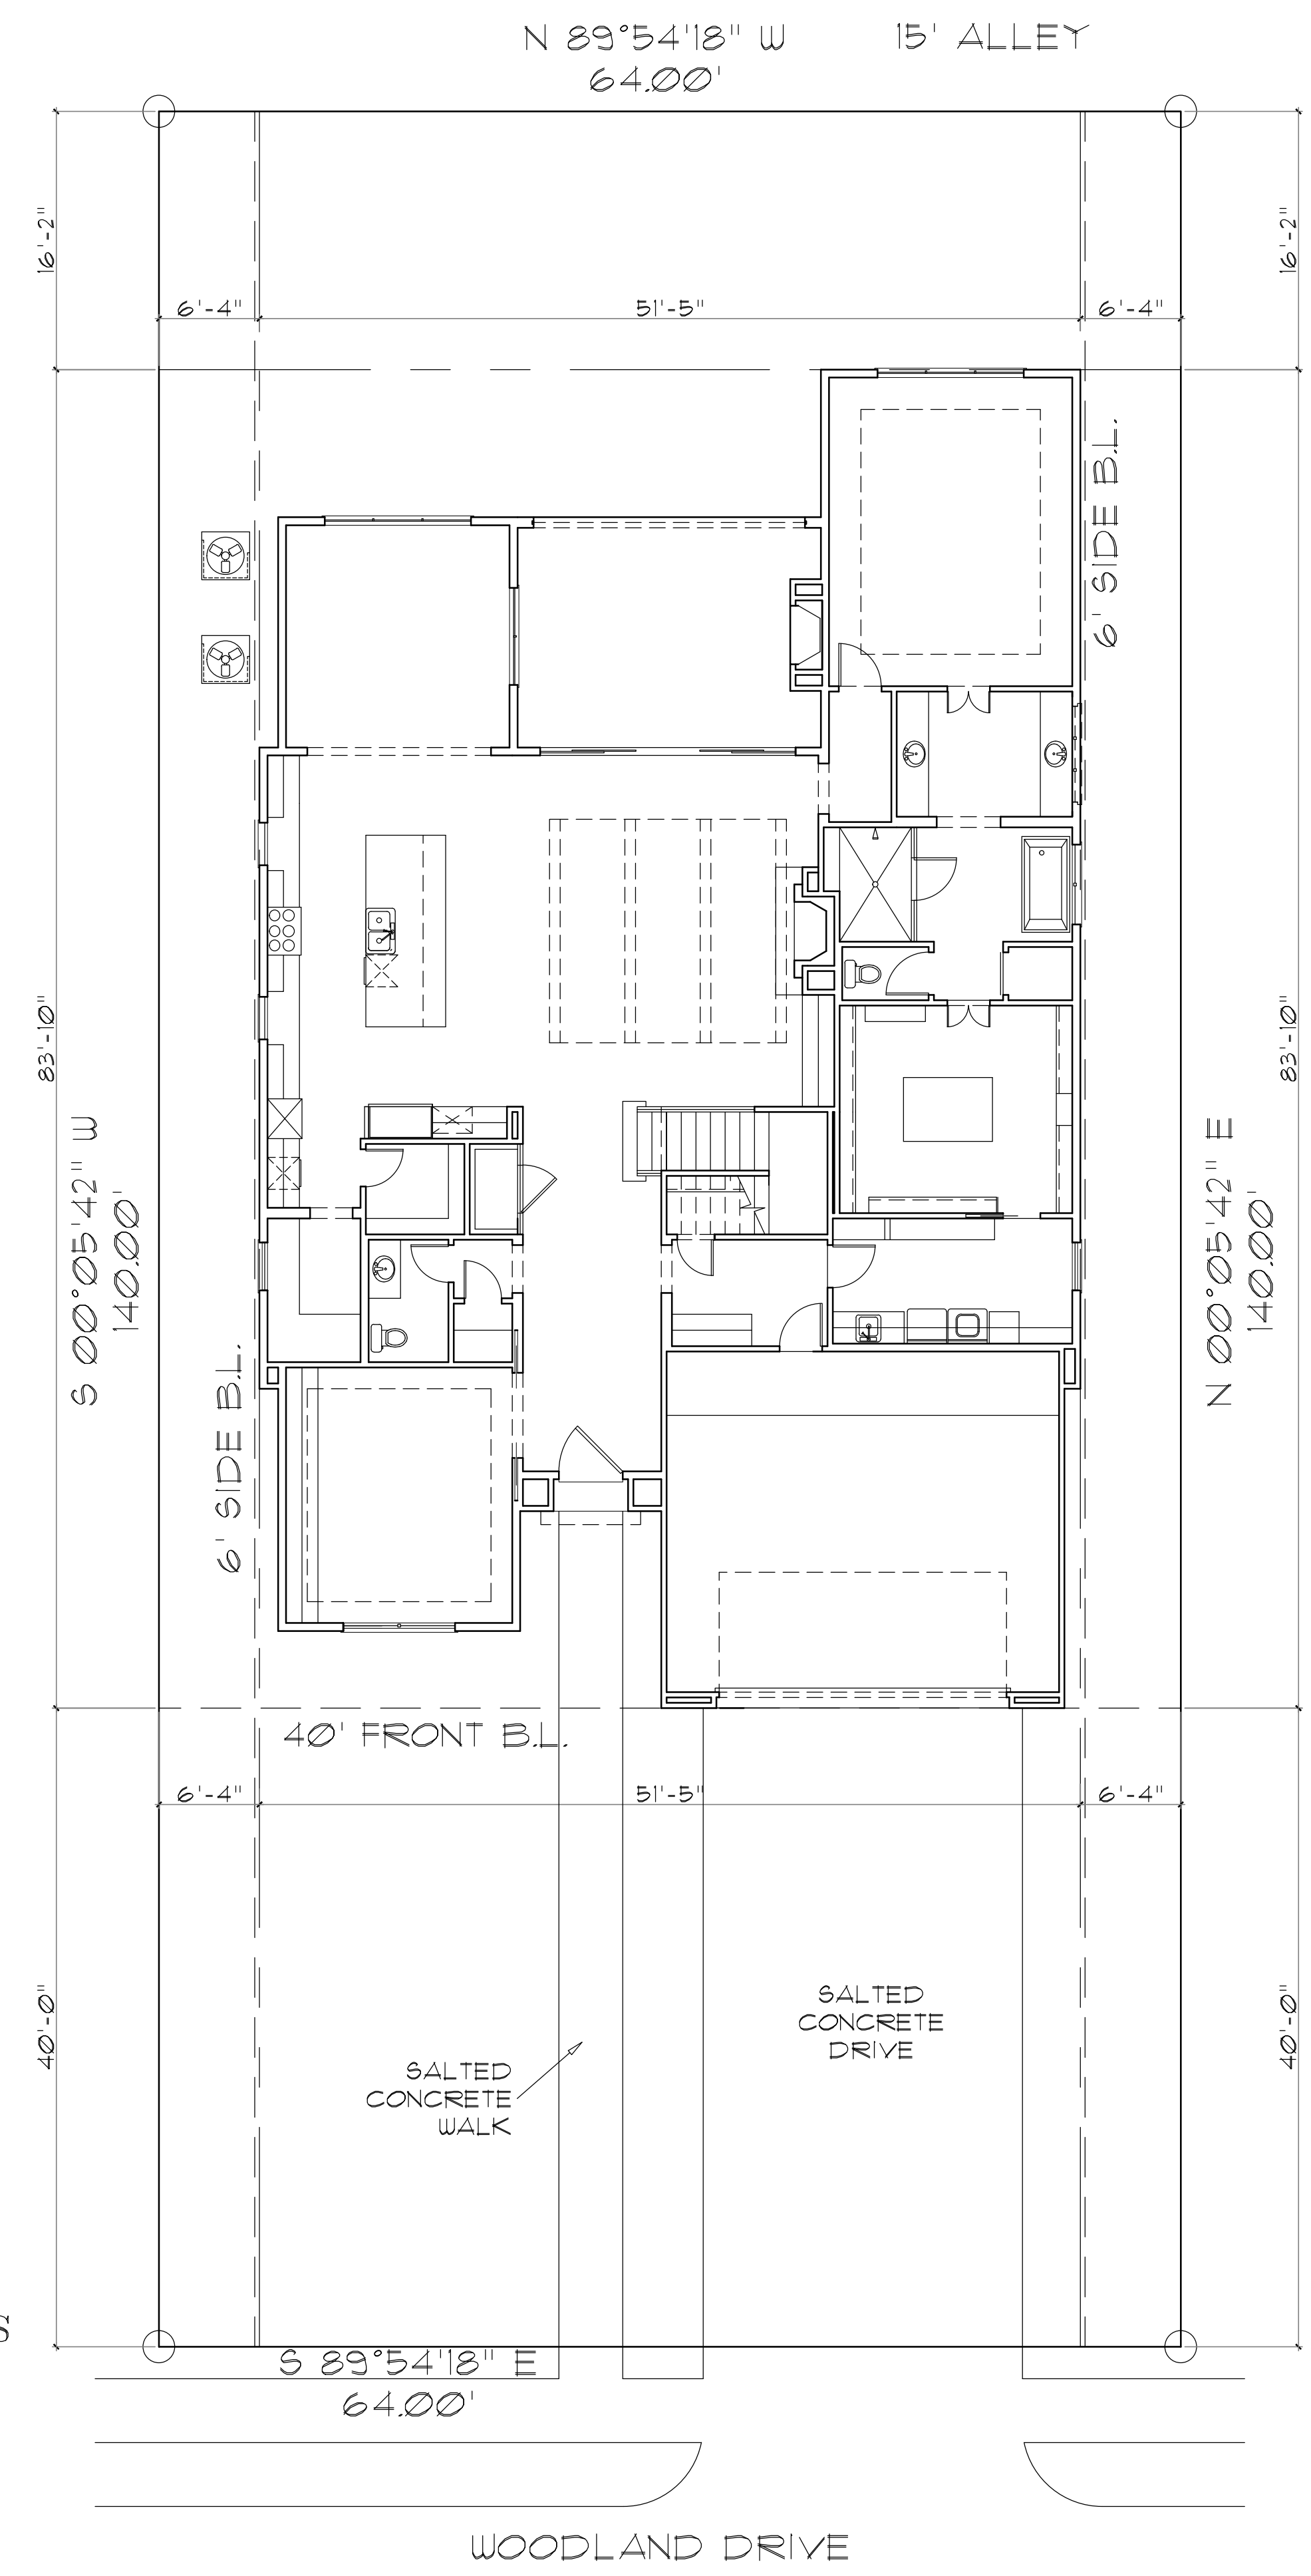 N 89°54'18" W
15' ALLEY
64.00'
16'-2"
16'-2"
6'-4"
51'-5"
6'-4"
6' SIDE B.L.
83'-10"
83'-10"
S 00°05'42" W
140.00'
N 00°05'42" E
140.00'
6' SIDE B.L.
40' FRONT B.L.
6'-4"
51'-5"
6'-4"
40'-0"
40'-0"
SALTED
CONCRETE
DRIVE
SALTED
CONCRETE
WALK
S 89°54'18" E
64.00'
WOODLAND DRIVE